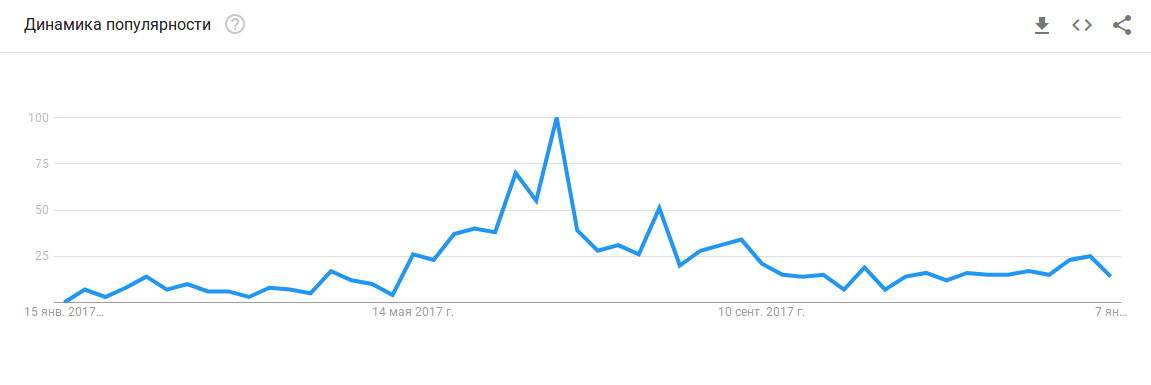 Динамика популярности ?
100
75
50
25
15 янв. 2017...
14 мая 2017 г.
10 сент. 2017 г.
7 ян...